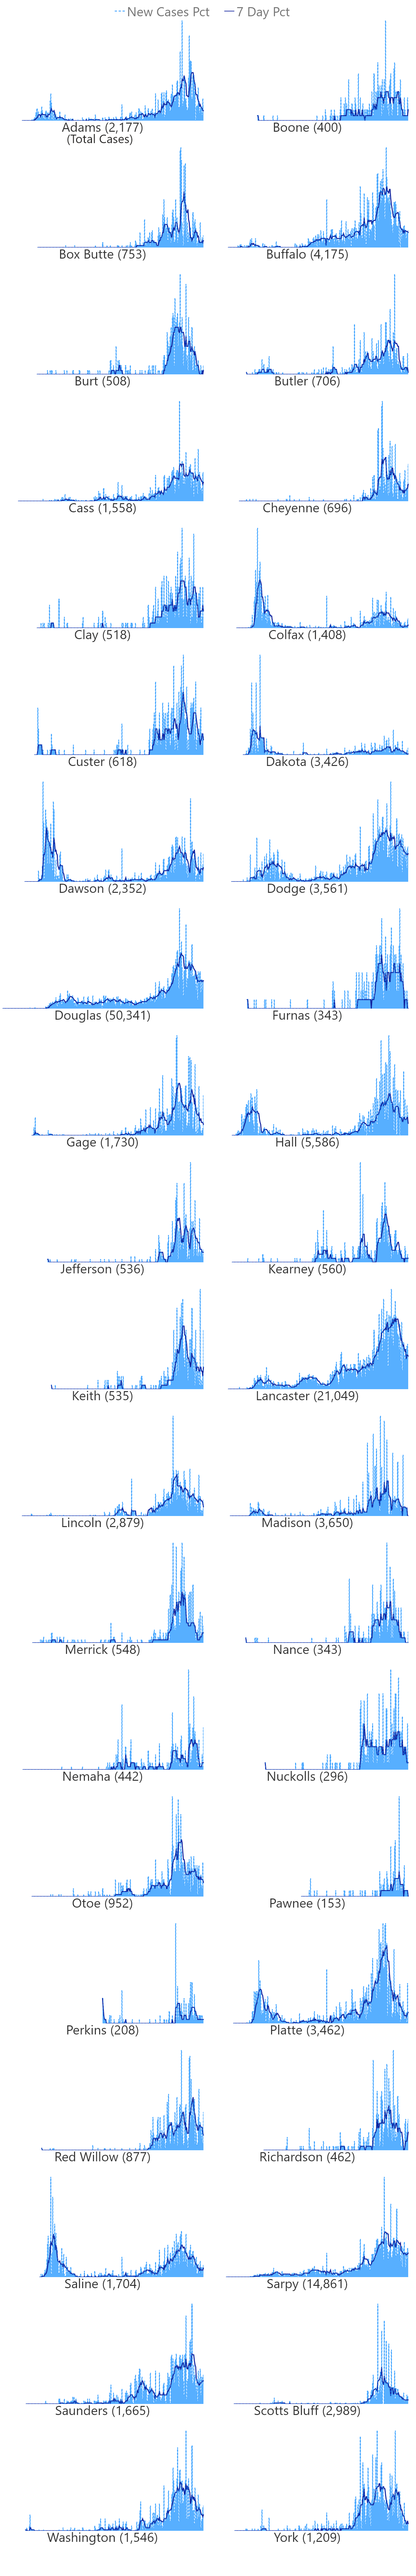 New Cases Pct 7 Day Pct
Adams (2,177) Boone (400)
(Total Cases)
Box Butte (753) Buffalo (4,175)
Burt (508) Butler (706)
Cass (1,558) Cheyenne (696)
Clay (518) Colfax (1,408)
Custer (618) Dakota (3,426)
Dawson (2,352) Dodge (3,561)
Douglas (50,341) Furnas (343)
Gage (1,730) Hall (5,586)
Jefferson (536) Kearney (560)
Keith (535) Lancaster (21,049)
Lincoln (2,879) Madison (3,650)
Merrick (548) Nance (343)
Nemaha (442) Nuckolls (296)
Otoe (952) Pawnee (153)
Perkins (208) Platte (3,462)
Red Willow (877) Richardson (462)
Saline (1,704) Sarpy (14,861)
Saunders (1,665) Scotts Bluff (2,989)
Washington (1,546) York (1,209)